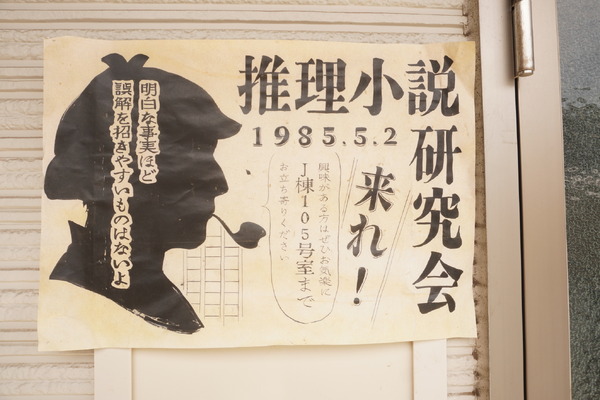 推理小説研究会
1985.5.2
来れ!
興味がある方はぜひお気楽に
J棟105号室まで
お立ち寄りください
明白な事実ほど
誤解を招きやすいものはないよ